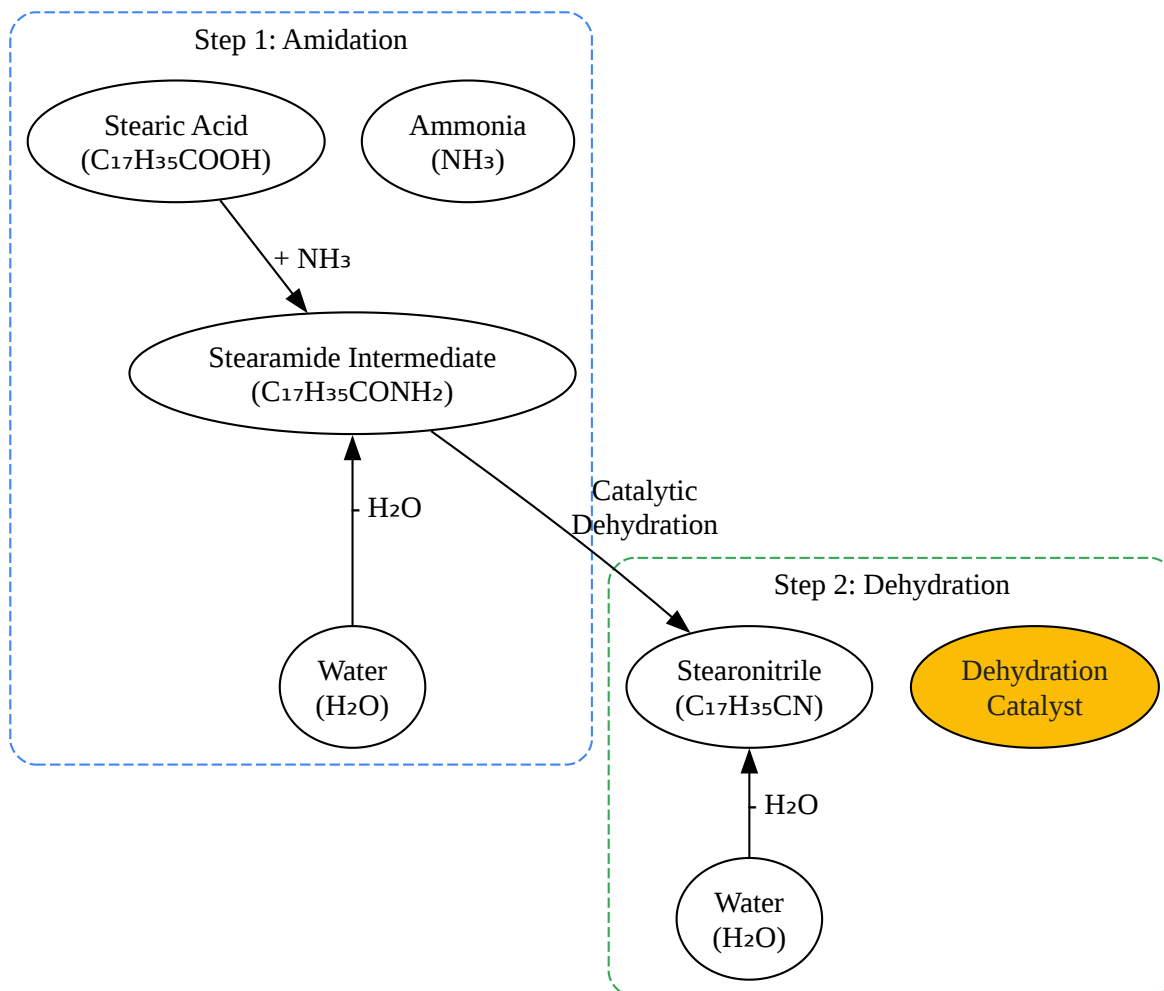 Step 1: Amidation
Stearic Acid
(C₁₇H₃₅COOH)
Ammonia
(NH₃)
+ NH₃
Stearamide Intermediate
(C₁₇H₃₅CONH₂)
- H₂O
Catalytic
Dehydration
Water
(H₂O)
Step 2: Dehydration
Stearonitrile
(C₁₇H₃₅CN)
Dehydration
Catalyst
- H₂O
Water
(H₂O)